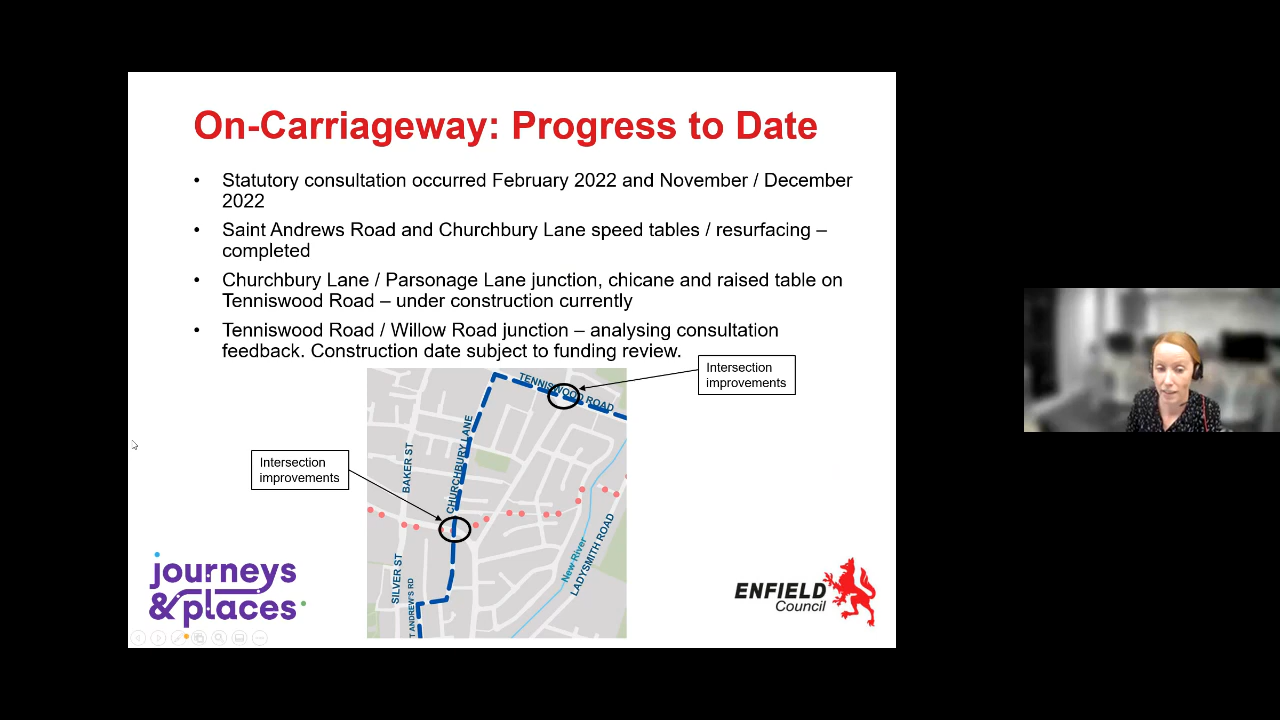 On-Carriageway: Progress to Date
• Statutory consultation occurred February 2022 and November / December
2022
• Saint Andrews Road and Churchbury Lane speed tables / resurfacing –
completed
• Churchbury Lane / Parsonage Lane junction, chicane and raised table on
Tenniswood Road – under construction currently
• Tenniswood Road / Willow Road junction – analysing consultation
feedback. Construction date subject to funding review.
Intersection
improvements
TENNISWOOD ROAD
CHURCHBURY LANE
BAKER ST
Intersection
improvements
SILVER ST
T ANDREW'S RD
New River
LADYSMITH ROAD
journeys
& places
ENFIELD
Council